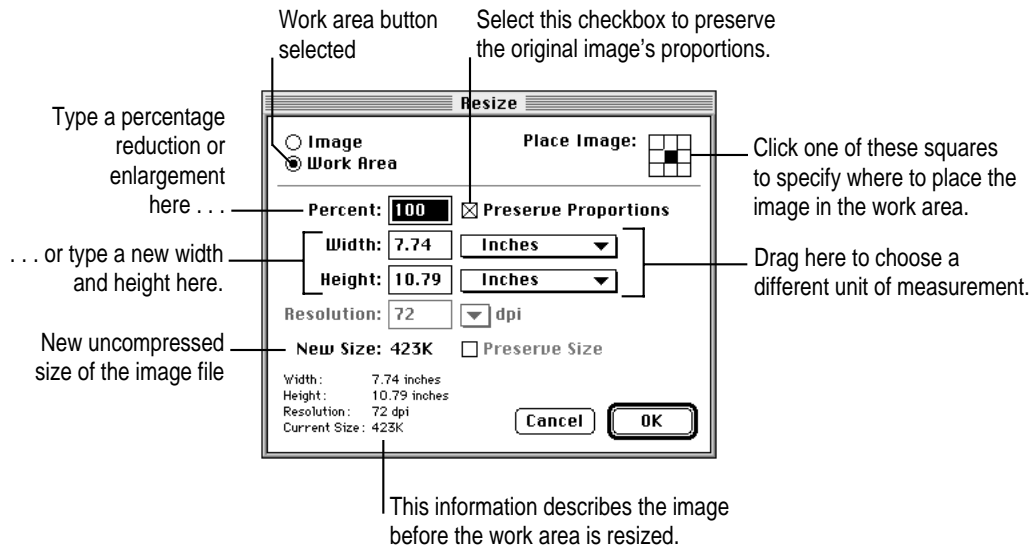 Work area button
selected
Select this checkbox to preserve
the original image's proportions.
Resize
Type a percentage
reduction or
enlargement
here . . .
Image
Work Area
Place Image:
Click one of these squares
to specify where to place the
image in the work area.
Percent: 100 Preserve Proportions
. . . or type a new width
and height here.
Width: 7.74 Inches
Height: 10.79 Inches
Drag here to choose a
different unit of measurement.
Resolution: 72 dpi
New uncompressed
size of the image file
New Size: 423K Preserve Size
Width: 7.74 inches
Height: 10.79 inches
Resolution: 72 dpi
Current Size: 423K
Cancel OK
This information describes the image
before the work area is resized.